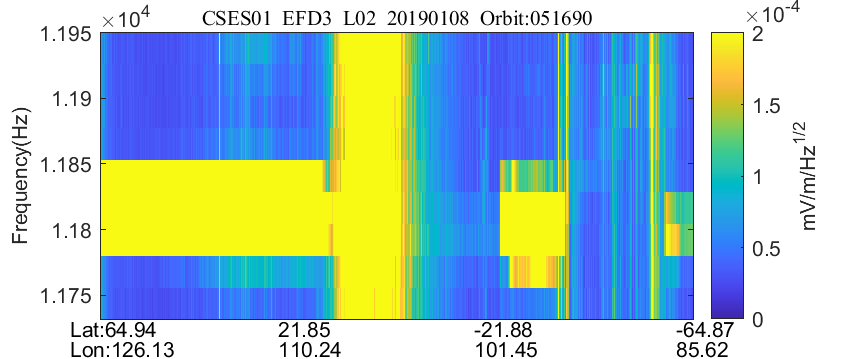 ×10⁴ CSES01 EFD3 L02 20190108 Orbit:051690 ×10⁻⁴
1.195
1.19
1.185
1.18
1.175
Frequency(Hz)
2
1.5
1
0.5
0
mV/m/Hz^1/2
Lat:64.94 21.85 -21.88 -64.87
Lon:126.13 110.24 101.45 85.62